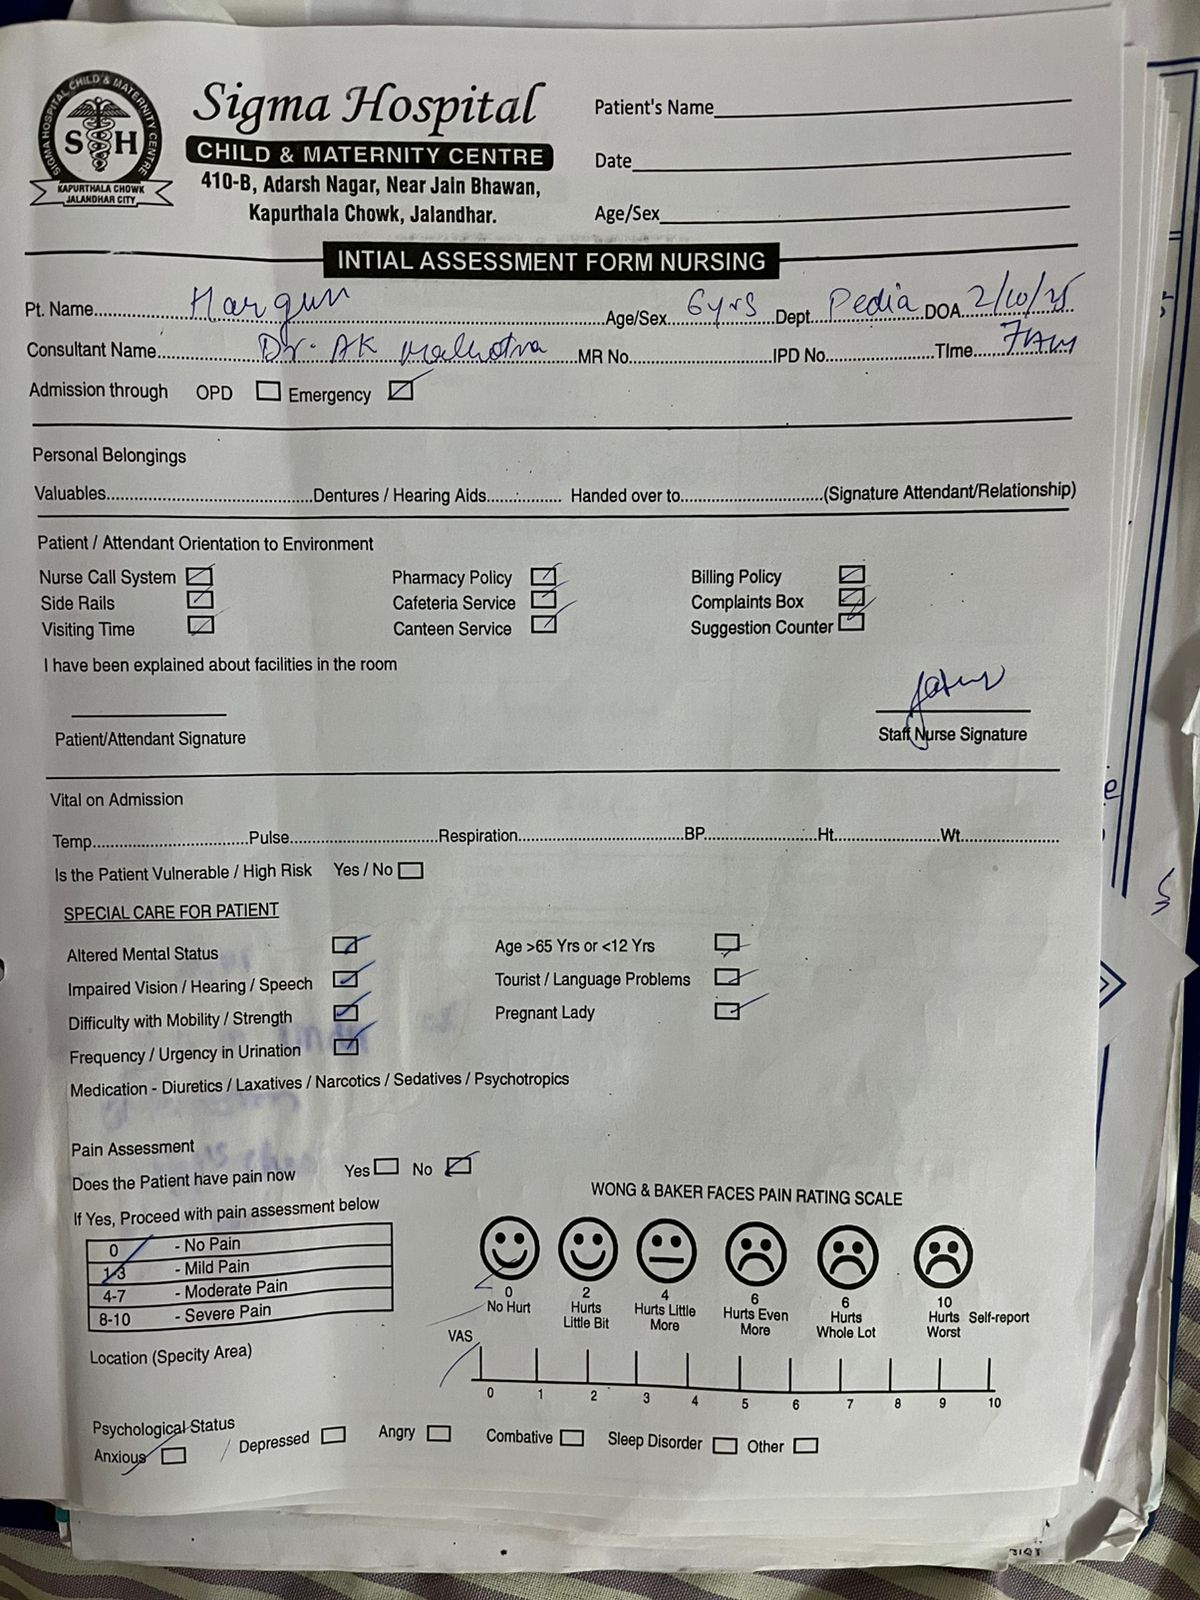 SIGMA HOSPITAL CHILD & MATERNITY CENTRE
S H
KAPURTHALA CHOWK
JALANDHAR CITY
Sigma Hospital
CHILD & MATERNITY CENTRE
410-B, Adarsh Nagar, Near Jain Bhawan,
Kapurthala Chowk, Jalandhar.
Patient's Name
Date
Age/Sex
INTIAL ASSESSMENT FORM NURSING
Pt. Name Hargun Age/Sex 6yrs Dept Pedia DOA 2/10/25
Consultant Name Dr. AK Malhotra MR No. IPD No. TIme 7AM
Admission through OPD Emergency
Personal Belongings
Valuables Dentures / Hearing Aids Handed over to (Signature Attendant/Relationship)
Patient / Attendant Orientation to Environment
Nurse Call System Pharmacy Policy Billing Policy
Side Rails Cafeteria Service Complaints Box
Visiting Time Canteen Service Suggestion Counter
I have been explained about facilities in the room
Patient/Attendant Signature Staff Nurse Signature
Vital on Admission
Temp. Pulse Respiration BP Ht. Wt.
Is the Patient Vulnerable / High Risk Yes / No
SPECIAL CARE FOR PATIENT
Altered Mental Status Age >65 Yrs or <12 Yrs
Impaired Vision / Hearing / Speech Tourist / Language Problems
Difficulty with Mobility / Strength Pregnant Lady
Frequency / Urgency in Urination
Medication - Diuretics / Laxatives / Narcotics / Sedatives / Psychotropics
Pain Assessment
Does the Patient have pain now Yes No
If Yes, Proceed with pain assessment below
0 - No Pain
1-3 - Mild Pain
4-7 - Moderate Pain
8-10 - Severe Pain
WONG & BAKER FACES PAIN RATING SCALE
0 2 4 6 6 10
No Hurt Hurts Little Bit Hurts Little More Hurts Even More Hurts Whole Lot Hurts Worst Self-report
VAS
0 1 2 3 4 5 6 7 8 9 10
Location (Specity Area)
Psychological Status
Anxious Depressed Angry Combative Sleep Disorder Other